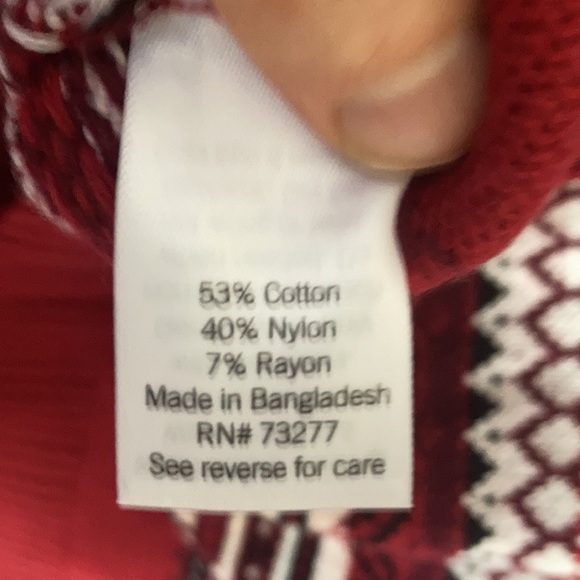 53% Cotton
40% Nylon
7% Rayon
Made in Bangladesh
RN# 73277
See reverse for care